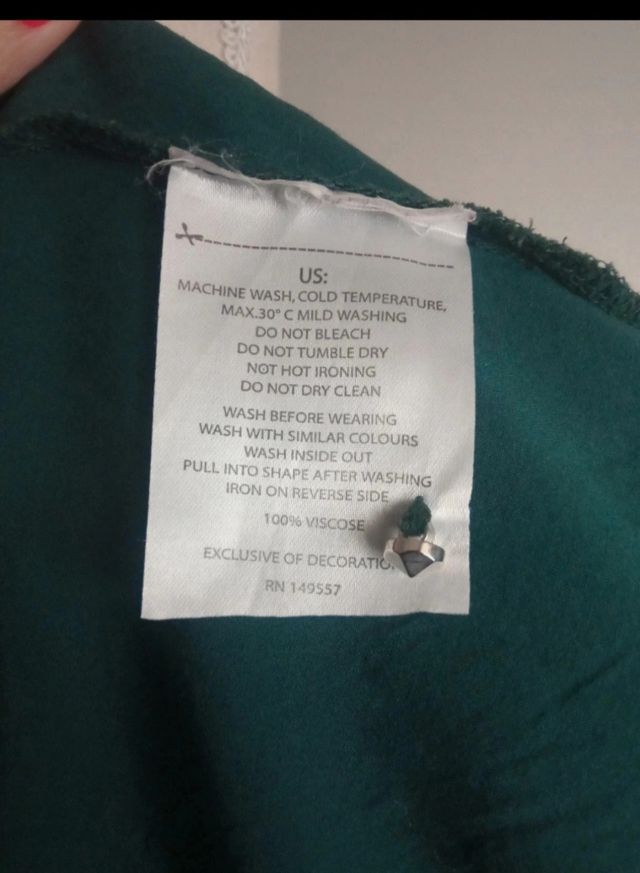 US:
MACHINE WASH, COLD TEMPERATURE,
MAX.30° C MILD WASHING
DO NOT BLEACH
DO NOT TUMBLE DRY
NOT HOT IRONING
DO NOT DRY CLEAN
WASH BEFORE WEARING
WASH WITH SIMILAR COLOURS
WASH INSIDE OUT
PULL INTO SHAPE AFTER WASHING
IRON ON REVERSE SIDE
100% VISCOSE
EXCLUSIVE OF
RN 149557